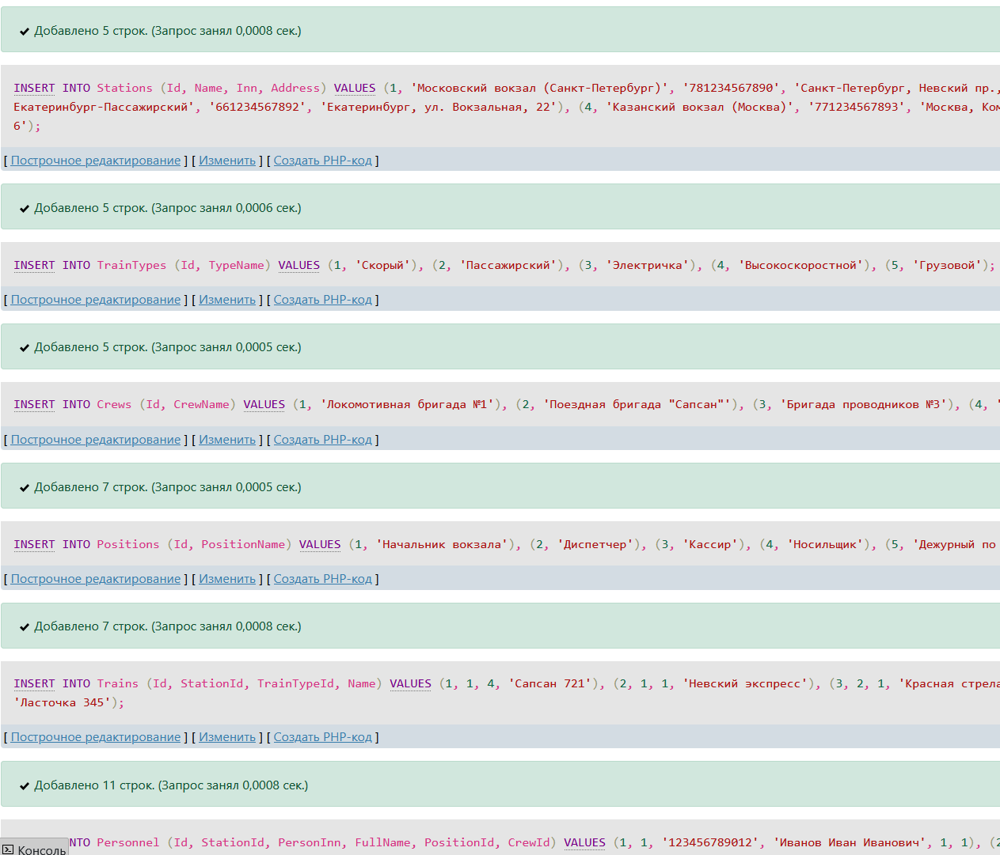 Добавлено 5 строк. (Запрос занял 0,0008 сек.)
INSERT INTO Stations (Id, Name, Inn, Address) VALUES (1, 'Московский вокзал (Санкт-Петербург)', '781234567890', 'Санкт-Петербург, Невский пр.,
Екатеринбург-Пассажирский', '661234567892', 'Екатеринбург, ул. Вокзальная, 22'), (4, 'Казанский вокзал (Москва)', '771234567893', 'Москва, Ком
6');
[ Построчное редактирование ] [ Изменить ] [ Создать PHP-код ]
Добавлено 5 строк. (Запрос занял 0,0006 сек.)
INSERT INTO TrainTypes (Id, TypeName) VALUES (1, 'Скорый'), (2, 'Пассажирский'), (3, 'Электричка'), (4, 'Высокоскоростной'), (5, 'Грузовой');
[ Построчное редактирование ] [ Изменить ] [ Создать PHP-код ]
Добавлено 5 строк. (Запрос занял 0,0005 сек.)
INSERT INTO Crews (Id, CrewName) VALUES (1, 'Локомотивная бригада №1'), (2, 'Поездная бригада "Сапсан"'), (3, 'Бригада проводников №3'), (4, '
[ Построчное редактирование ] [ Изменить ] [ Создать PHP-код ]
Добавлено 7 строк. (Запрос занял 0,0005 сек.)
INSERT INTO Positions (Id, PositionName) VALUES (1, 'Начальник вокзала'), (2, 'Диспетчер'), (3, 'Кассир'), (4, 'Носильщик'), (5, 'Дежурный по
[ Построчное редактирование ] [ Изменить ] [ Создать PHP-код ]
Добавлено 7 строк. (Запрос занял 0,0008 сек.)
INSERT INTO Trains (Id, StationId, TrainTypeId, Name) VALUES (1, 1, 4, 'Сапсан 721'), (2, 1, 1, 'Невский экспресс'), (3, 2, 1, 'Красная стрела
'Ласточка 345');
[ Построчное редактирование ] [ Изменить ] [ Создать PHP-код ]
Добавлено 11 строк. (Запрос занял 0,0008 сек.)
NTO Personnel (Id, StationId, PersonInn, FullName, PositionId, CrewId) VALUES (1, 1, '123456789012', 'Иванов Иван Иванович', 1, 1), (2
Консоль